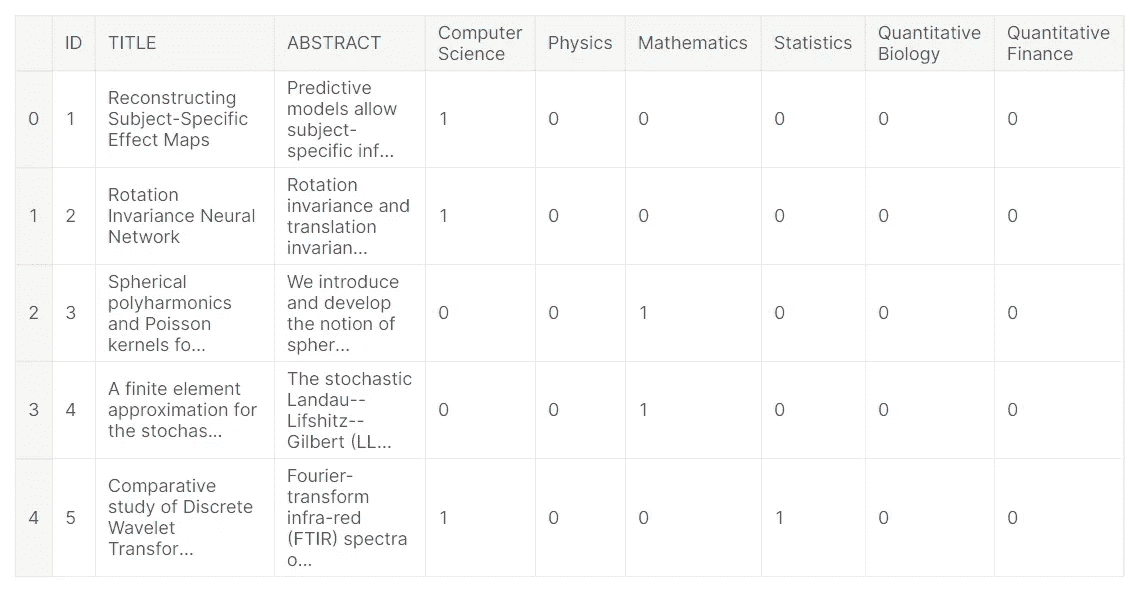 ID TITLE ABSTRACT Computer Science Physics Mathematics Statistics Quantitative Biology Quantitative Finance
0 1 Reconstructing Subject-Specific Effect Maps Predictive models allow subject-specific inf... 1 0 0 0 0 0
1 2 Rotation Invariance Neural Network Rotation invariance and translation invarian... 1 0 0 0 0 0
2 3 Spherical polyharmonics and Poisson kernels fo... We introduce and develop the notion of spher... 0 0 1 0 0 0
3 4 A finite element approximation for the stochas... The stochastic Landau--Lifshitz--Gilbert (LL... 0 0 1 0 0 0
4 5 Comparative study of Discrete Wavelet Transfor... Fourier-transform infra-red (FTIR) spectra o... 1 0 0 1 0 0